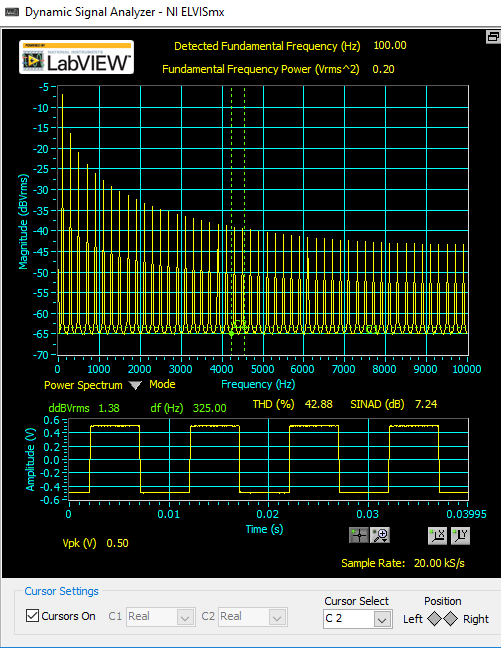 Dynamic Signal Analyzer - NI ELVISmx
POWERED BY
NATIONAL INSTRUMENTS
LabVIEW™
Detected Fundamental Frequency (Hz) 100.00
Fundamental Frequency Power (Vrms^2) 0.20
Magnitude (dBVrms)
-5
-10
-15
-20
-25
-30
-35
-40
-45
-50
-55
-60
-65
-70
0 1000 2000 3000 4000 5000 6000 7000 8000 9000 10000
Power Spectrum Mode Frequency (Hz)
ddBVrms 1.38 df (Hz) 325.00 THD (%) 42.88 SINAD (dB) 7.24
Amplitude (V)
0.6
0.4
0.2
0.0
-0.2
-0.4
-0.6
0 0.01 0.02 0.03 0.03995
Time (s)
Vpk (V) 0.50
Sample Rate: 20.00 kS/s
Cursor Settings
Cursors On C1 Real C2 Real
Cursor Select
C 2
Position
Left Right